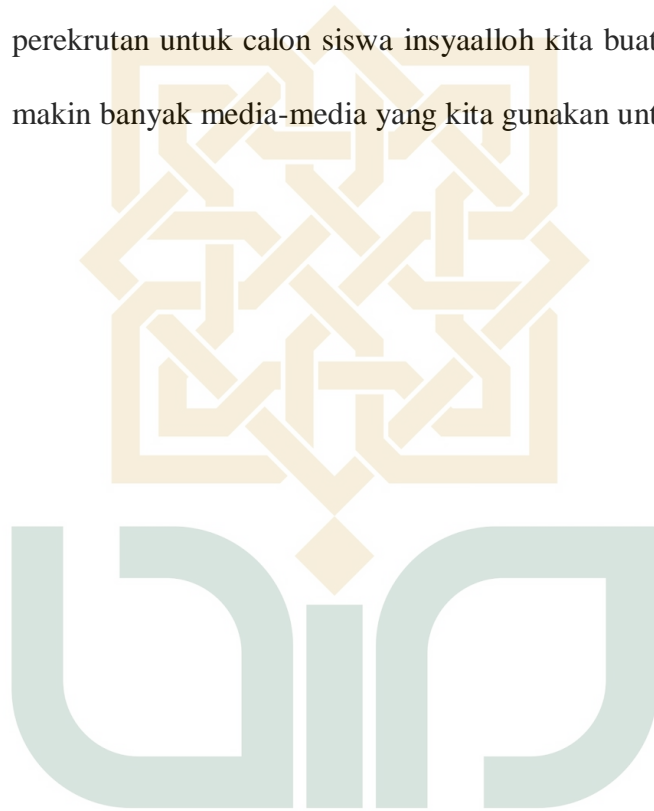 perekrutan untuk calon siswa insyaalloh kita buat
makin banyak media-media yang kita gunakan unt